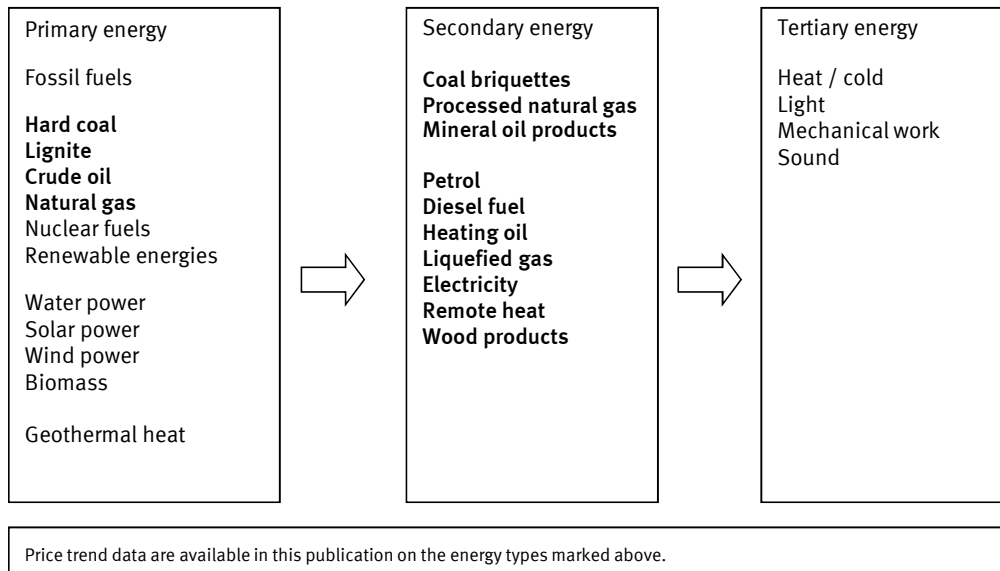 Primary energy
Fossil fuels
Hard coal
Lignite
Crude oil
Natural gas
Nuclear fuels
Renewable energies
Water power
Solar power
Wind power
Biomass
Geothermal heat
Secondary energy
Coal briquettes
Processed natural gas
Mineral oil products
Petrol
Diesel fuel
Heating oil
Liquefied gas
Electricity
Remote heat
Wood products
Tertiary energy
Heat / cold
Light
Mechanical work
Sound
Price trend data are available in this publication on the energy types marked above.